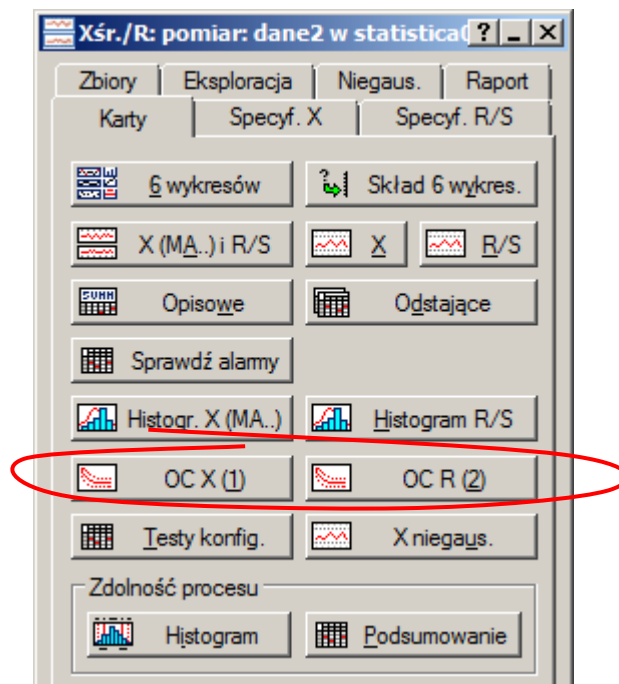 Xśr./R: pomiar: dane2 w statistica
Zbiory Eksploracja Niegaus. Raport
Karty Specyf. X Specyf. R/S
6 wykresów ? Skład 6 wykres.
X (MA..) i R/S X R/S
SUMM Opisowe Odstające
Sprawdź alarmy
Histogr. X (MA..) Histogram R/S
OC X (1) OC R (2)
Testy konfig. X niegaus.
Zdolność procesu
Histogram Podsumowanie